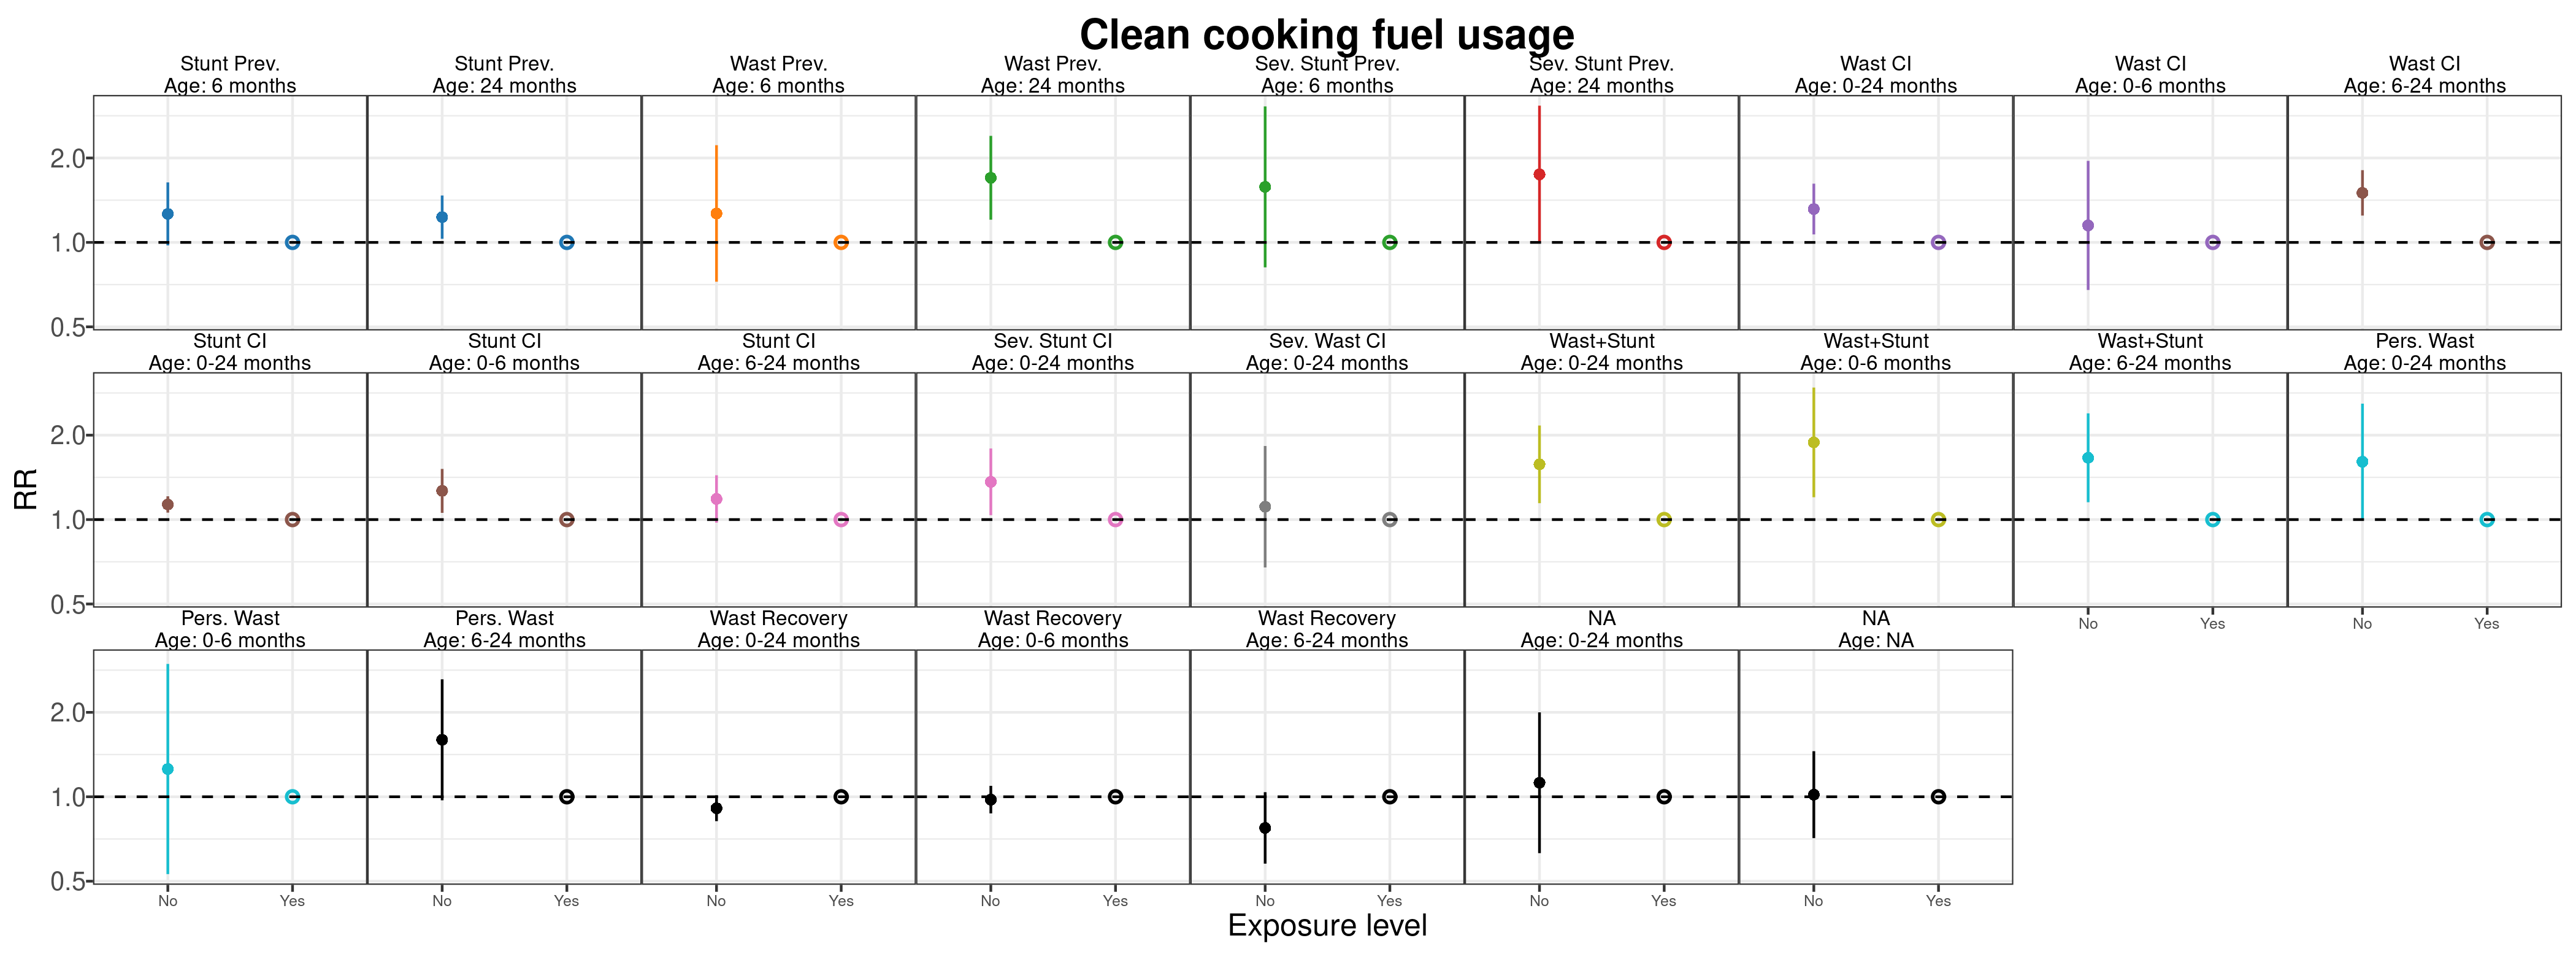 Clean cooking fuel usage
Stunt Prev.
Age: 6 months
Stunt Prev.
Age: 24 months
Wast Prev.
Age: 6 months
Wast Prev.
Age: 24 months
Sev. Stunt Prev.
Age: 6 months
Sev. Stunt Prev.
Age: 24 months
Wast CI
Age: 0-24 months
Wast CI
Age: 0-6 months
Wast CI
Age: 6-24 months
2.0
1.0
0.5
Stunt CI
Age: 0-24 months
Stunt CI
Age: 0-6 months
Stunt CI
Age: 6-24 months
Sev. Stunt CI
Age: 0-24 months
Sev. Wast CI
Age: 0-24 months
Wast+Stunt
Age: 0-24 months
Wast+Stunt
Age: 0-6 months
Wast+Stunt
Age: 6-24 months
Pers. Wast
Age: 0-24 months
2.0
1.0
0.5
RR
No Yes No Yes
Pers. Wast
Age: 0-6 months
Pers. Wast
Age: 6-24 months
Wast Recovery
Age: 0-24 months
Wast Recovery
Age: 0-6 months
Wast Recovery
Age: 6-24 months
NA
Age: 0-24 months
NA
Age: NA
2.0
1.0
0.5
No Yes No Yes No Yes No Yes No Yes No Yes No Yes
Exposure level